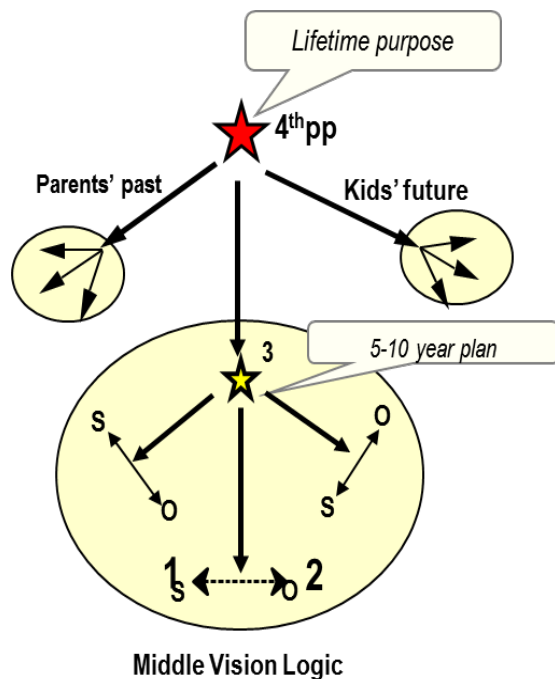 Lifetime purpose
4thpp
Parents’ past
Kids’ future
3
5-10 year plan
S
O
O
S
1
S
O
2
Middle Vision Logic